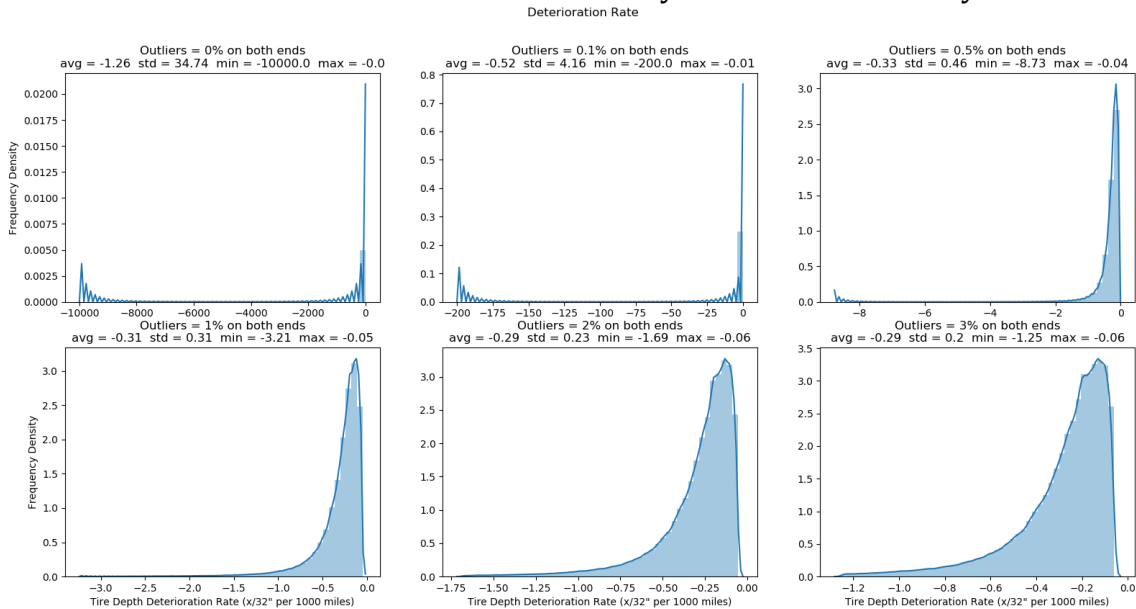 Deterioration Rate
Outliers = 0% on both ends
avg = -1.26 std = 34.74 min = -10000.0 max = -0.0
Outliers = 0.1% on both ends
avg = -0.52 std = 4.16 min = -200.0 max = -0.01
Outliers = 0.5% on both ends
avg = -0.33 std = 0.46 min = -8.73 max = -0.04
Frequency Density
0.0200
0.0175
0.0150
0.0125
0.0100
0.0075
0.0050
0.0025
0.0000
−10000 −8000 −6000 −4000 −2000 0
0.8
0.7
0.6
0.5
0.4
0.3
0.2
0.1
0.0
−200 −175 −150 −125 −100 −75 −50 −25 0
3.0
2.5
2.0
1.5
1.0
0.5
0.0
−8 −6 −4 −2 0
Outliers = 1% on both ends
avg = -0.31 std = 0.31 min = -3.21 max = -0.05
Outliers = 2% on both ends
avg = -0.29 std = 0.23 min = -1.69 max = -0.06
Outliers = 3% on both ends
avg = -0.29 std = 0.2 min = -1.25 max = -0.06
Frequency Density
3.0
2.5
2.0
1.5
1.0
0.5
0.0
−3.0 −2.5 −2.0 −1.5 −1.0 −0.5 0.0
Tire Depth Deterioration Rate (x/32" per 1000 miles)
3.0
2.5
2.0
1.5
1.0
0.5
0.0
−1.75 −1.50 −1.25 −1.00 −0.75 −0.50 −0.25 0.00
Tire Depth Deterioration Rate (x/32" per 1000 miles)
3.5
3.0
2.5
2.0
1.5
1.0
0.5
0.0
−1.2 −1.0 −0.8 −0.6 −0.4 −0.2 0.0
Tire Depth Deterioration Rate (x/32" per 1000 miles)